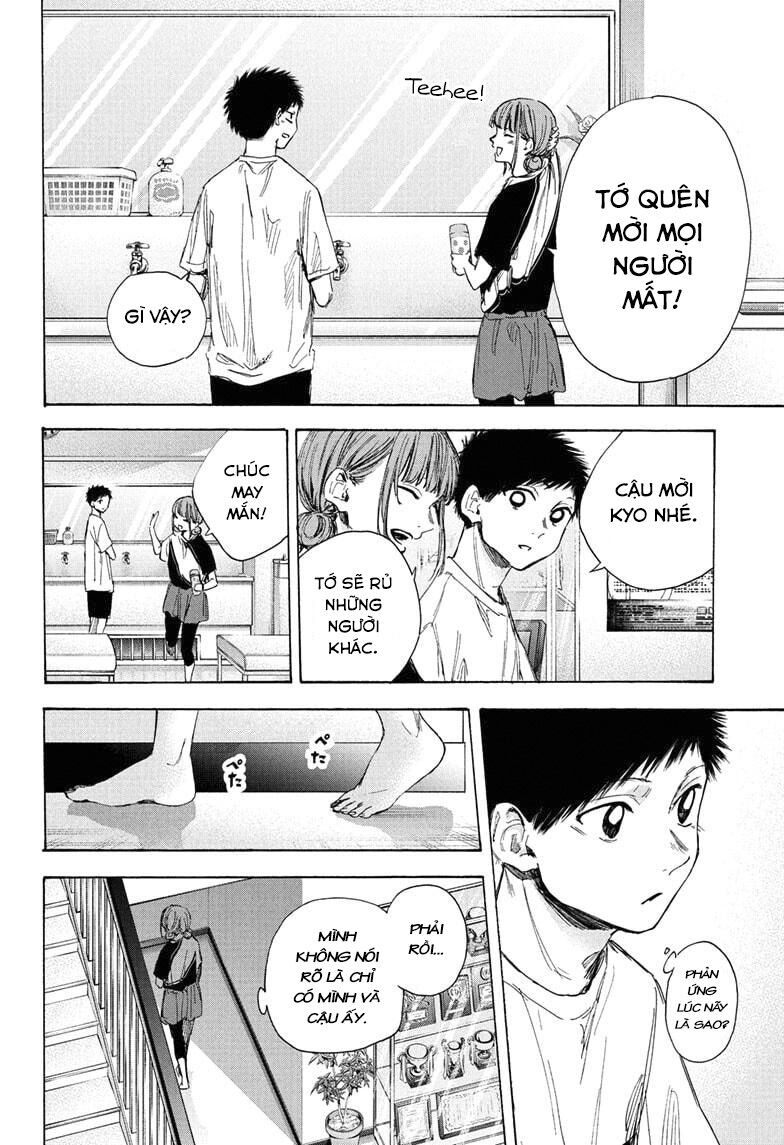 Teehee!
TỚ QUÊN
MỜI MỌI
NGƯỜI
MẤT!
GÌ VẬY?
CẬU MỜI
KYO NHÉ.
TỚ SẼ RỦ
NHỮNG
NGƯỜI
KHÁC.
CHÚC
MAY
MẮN!
ぺた
ぺた
PHẢN
ỨNG
LÚC NÃY
LÀ SAO?
PHẢI
RỒI...
MÌNH
KHÔNG NÓI
RÕ LÀ CHỈ
CÓ MÌNH VÀ
CẬU ẤY.